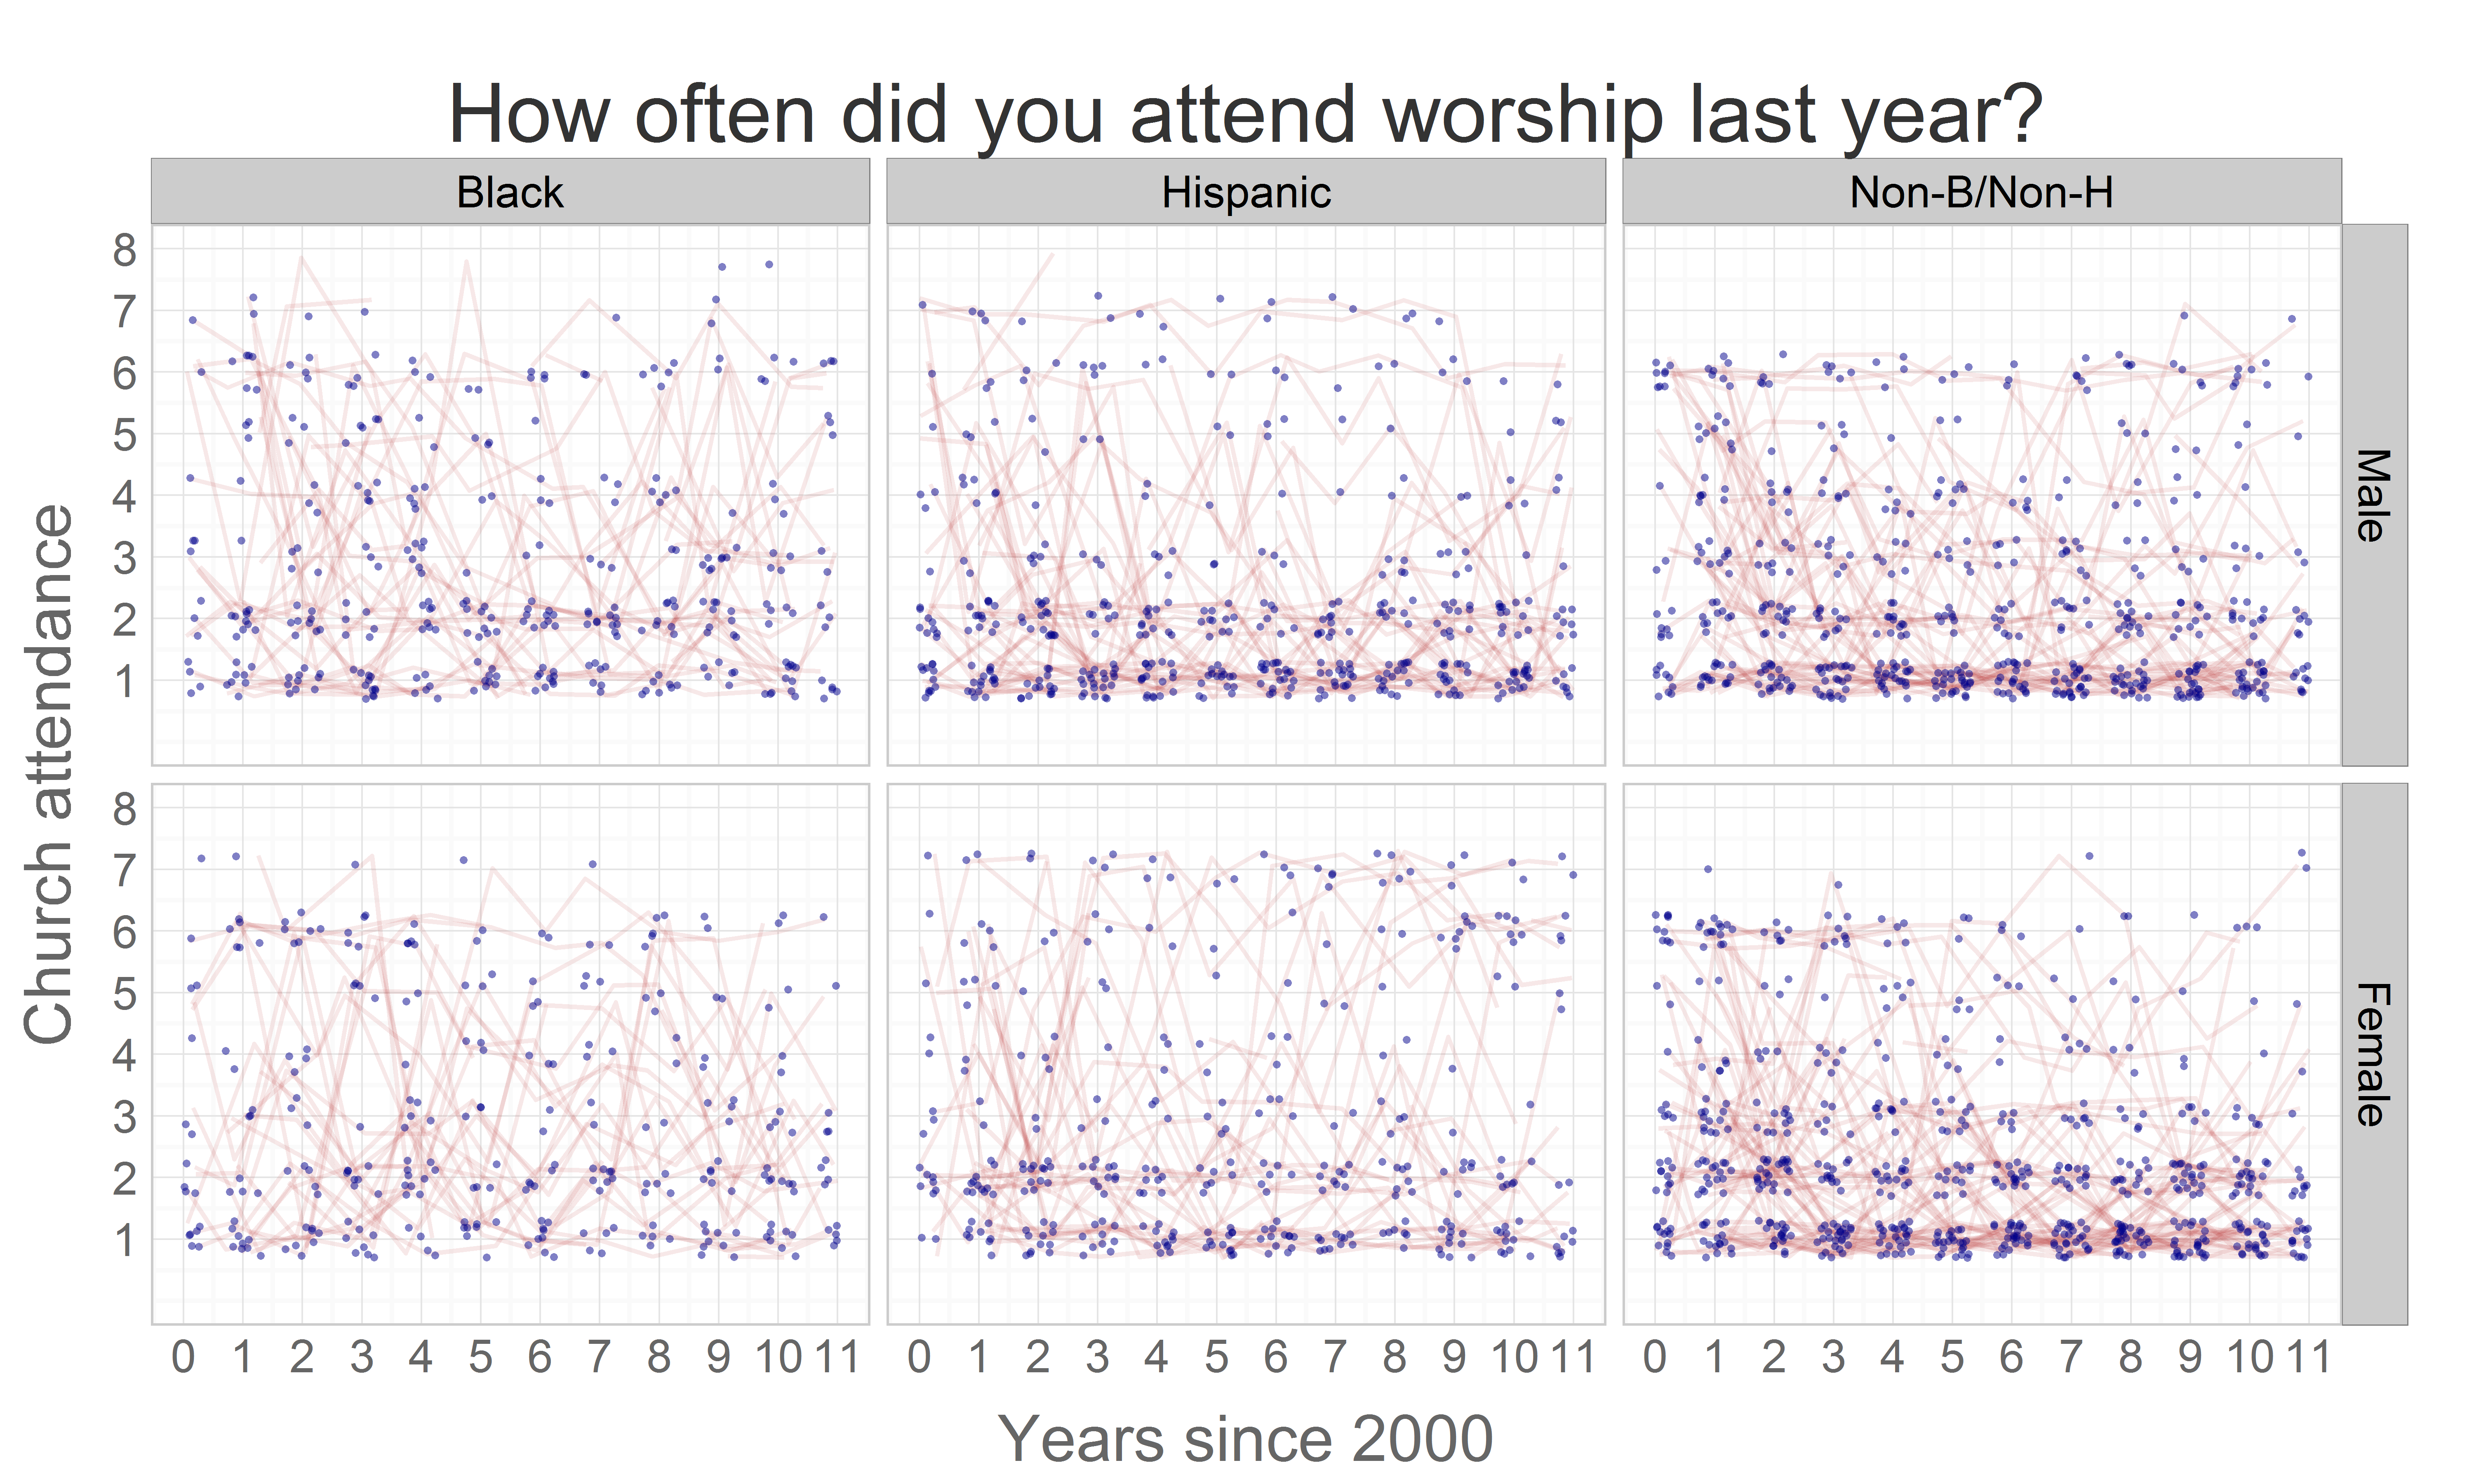 How often did you attend worship last year?
Black Hispanic Non-B/Non-H
Church attendance
8
7
6
5
4
3
2
1
Male
8
7
6
5
4
3
2
1
Female
0 1 2 3 4 5 6 7 8 9 10 11 0 1 2 3 4 5 6 7 8 9 10 11 0 1 2 3 4 5 6 7 8 9 10 11
Years since 2000